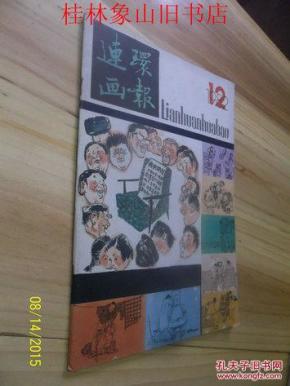 桂林象山旧书店
連環
画報
12
Lianhuanhuabao
08/14/2015
孔夫子旧书网